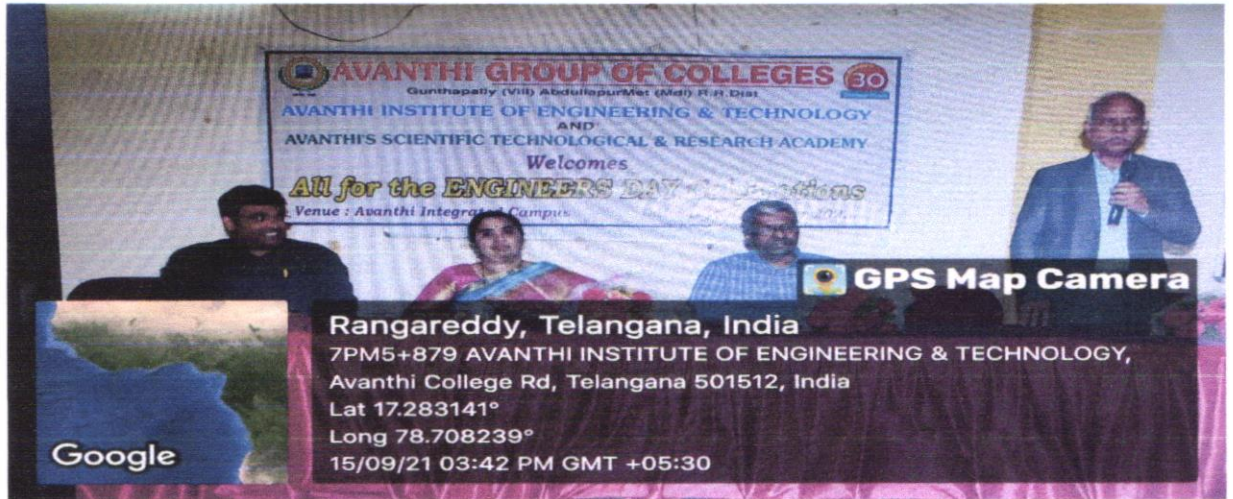 AVANTHI GROUP OF COLLEGES
30
Gunthapally (Vill) AbdullapurMet (Mdl) R.R.Dist
AVANTHI INSTITUTE OF ENGINEERING & TECHNOLOGY
AND
AVANTHI'S SCIENTIFIC TECHNOLOGICAL & RESEARCH ACADEMY
Welcomes
All for the ENGINEERS DAY
Venue : Avanthi Integrated Campus
GPS Map Camera
Rangareddy, Telangana, India
7PM5+879 AVANTHI INSTITUTE OF ENGINEERING & TECHNOLOGY,
Avanthi College Rd, Telangana 501512, India
Lat 17.283141°
Long 78.708239°
15/09/21 03:42 PM GMT +05:30
Google